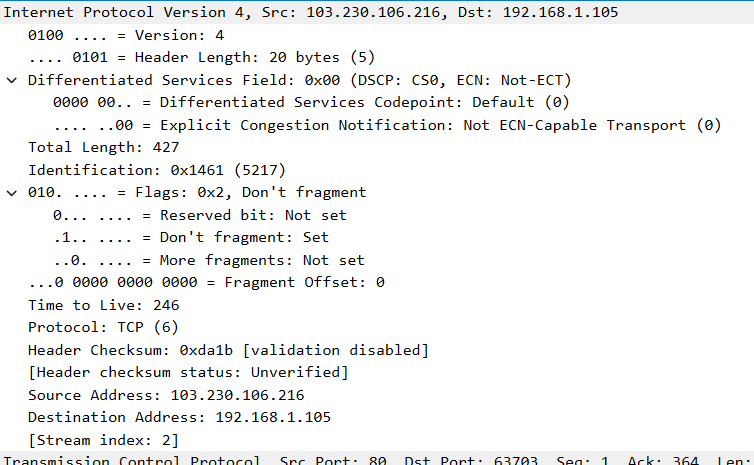 Internet Protocol Version 4, Src: 103.230.106.216, Dst: 192.168.1.105
0100 .... = Version: 4
.... 0101 = Header Length: 20 bytes (5)
Differentiated Services Field: 0x00 (DSCP: CS0, ECN: Not-ECT)
0000 00.. = Differentiated Services Codepoint: Default (0)
.... ..00 = Explicit Congestion Notification: Not ECN-Capable Transport (0)
Total Length: 427
Identification: 0x1461 (5217)
010. .... = Flags: 0x2, Don't fragment
0... .... = Reserved bit: Not set
.1.. .... = Don't fragment: Set
..0. .... = More fragments: Not set
...0 0000 0000 0000 = Fragment Offset: 0
Time to Live: 246
Protocol: TCP (6)
Header Checksum: 0xda1b [validation disabled]
[Header checksum status: Unverified]
Source Address: 103.230.106.216
Destination Address: 192.168.1.105
[Stream index: 2]
Transmission Control Protocol, Src Port: 80, Dst Port: 63703, Seq: 1, Ack: 364, Len: